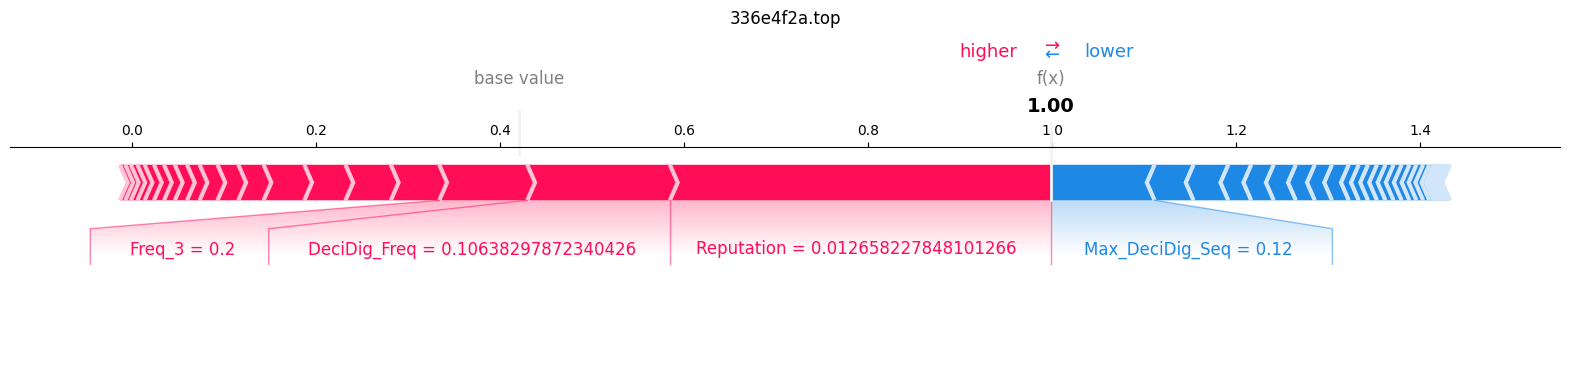 336e4f2a.top
higher ⇄ lower
base value f(x)
1.00
0.0 0.2 0.4 0.6 0.8 1.0 1.2 1.4
Freq_3 = 0.2 DeciDig_Freq = 0.10638297872340426 Reputation = 0.012658227848101266 Max_DeciDig_Seq = 0.12